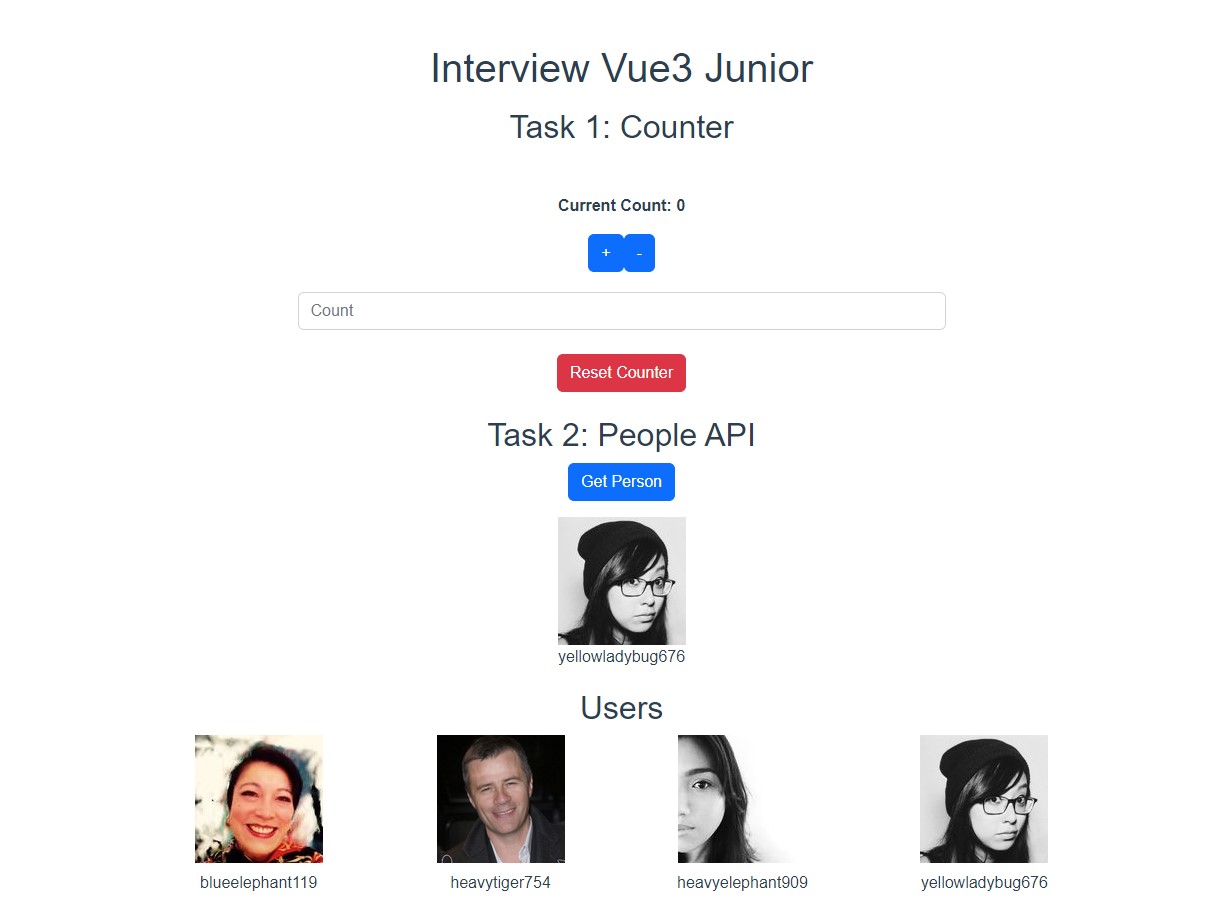 Interview Vue3 Junior
Task 1: Counter
Current Count: 0
+ -
Count
Reset Counter
Task 2: People API
Get Person
yellowladybug676
Users
blueelephant119 heavytiger754 heavyelephant909 yellowladybug676